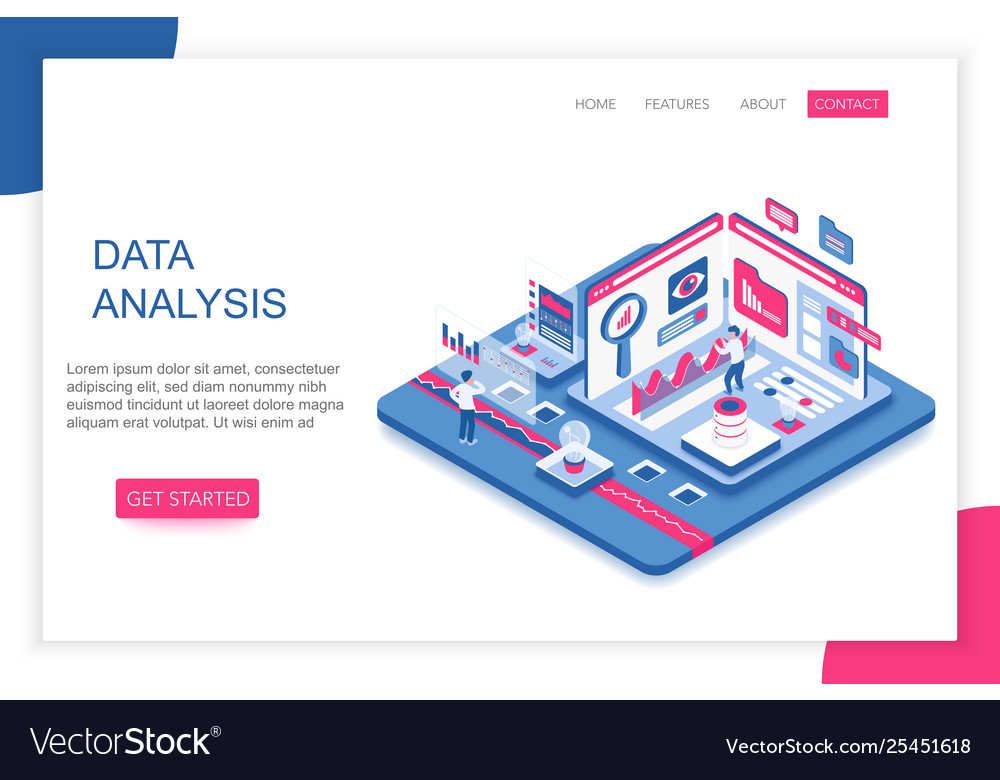 HOME FEATURES ABOUT CONTACT
DATA
ANALYSIS
Lorem ipsum dolor sit amet, consectetuer
adipiscing elit, sed diam nonummy nibh
euismod tincidunt ut laoreet dolore magna
aliquam erat volutpat. Ut wisi enim ad
GET STARTED
VectorStock®
VectorStock.com/25451618